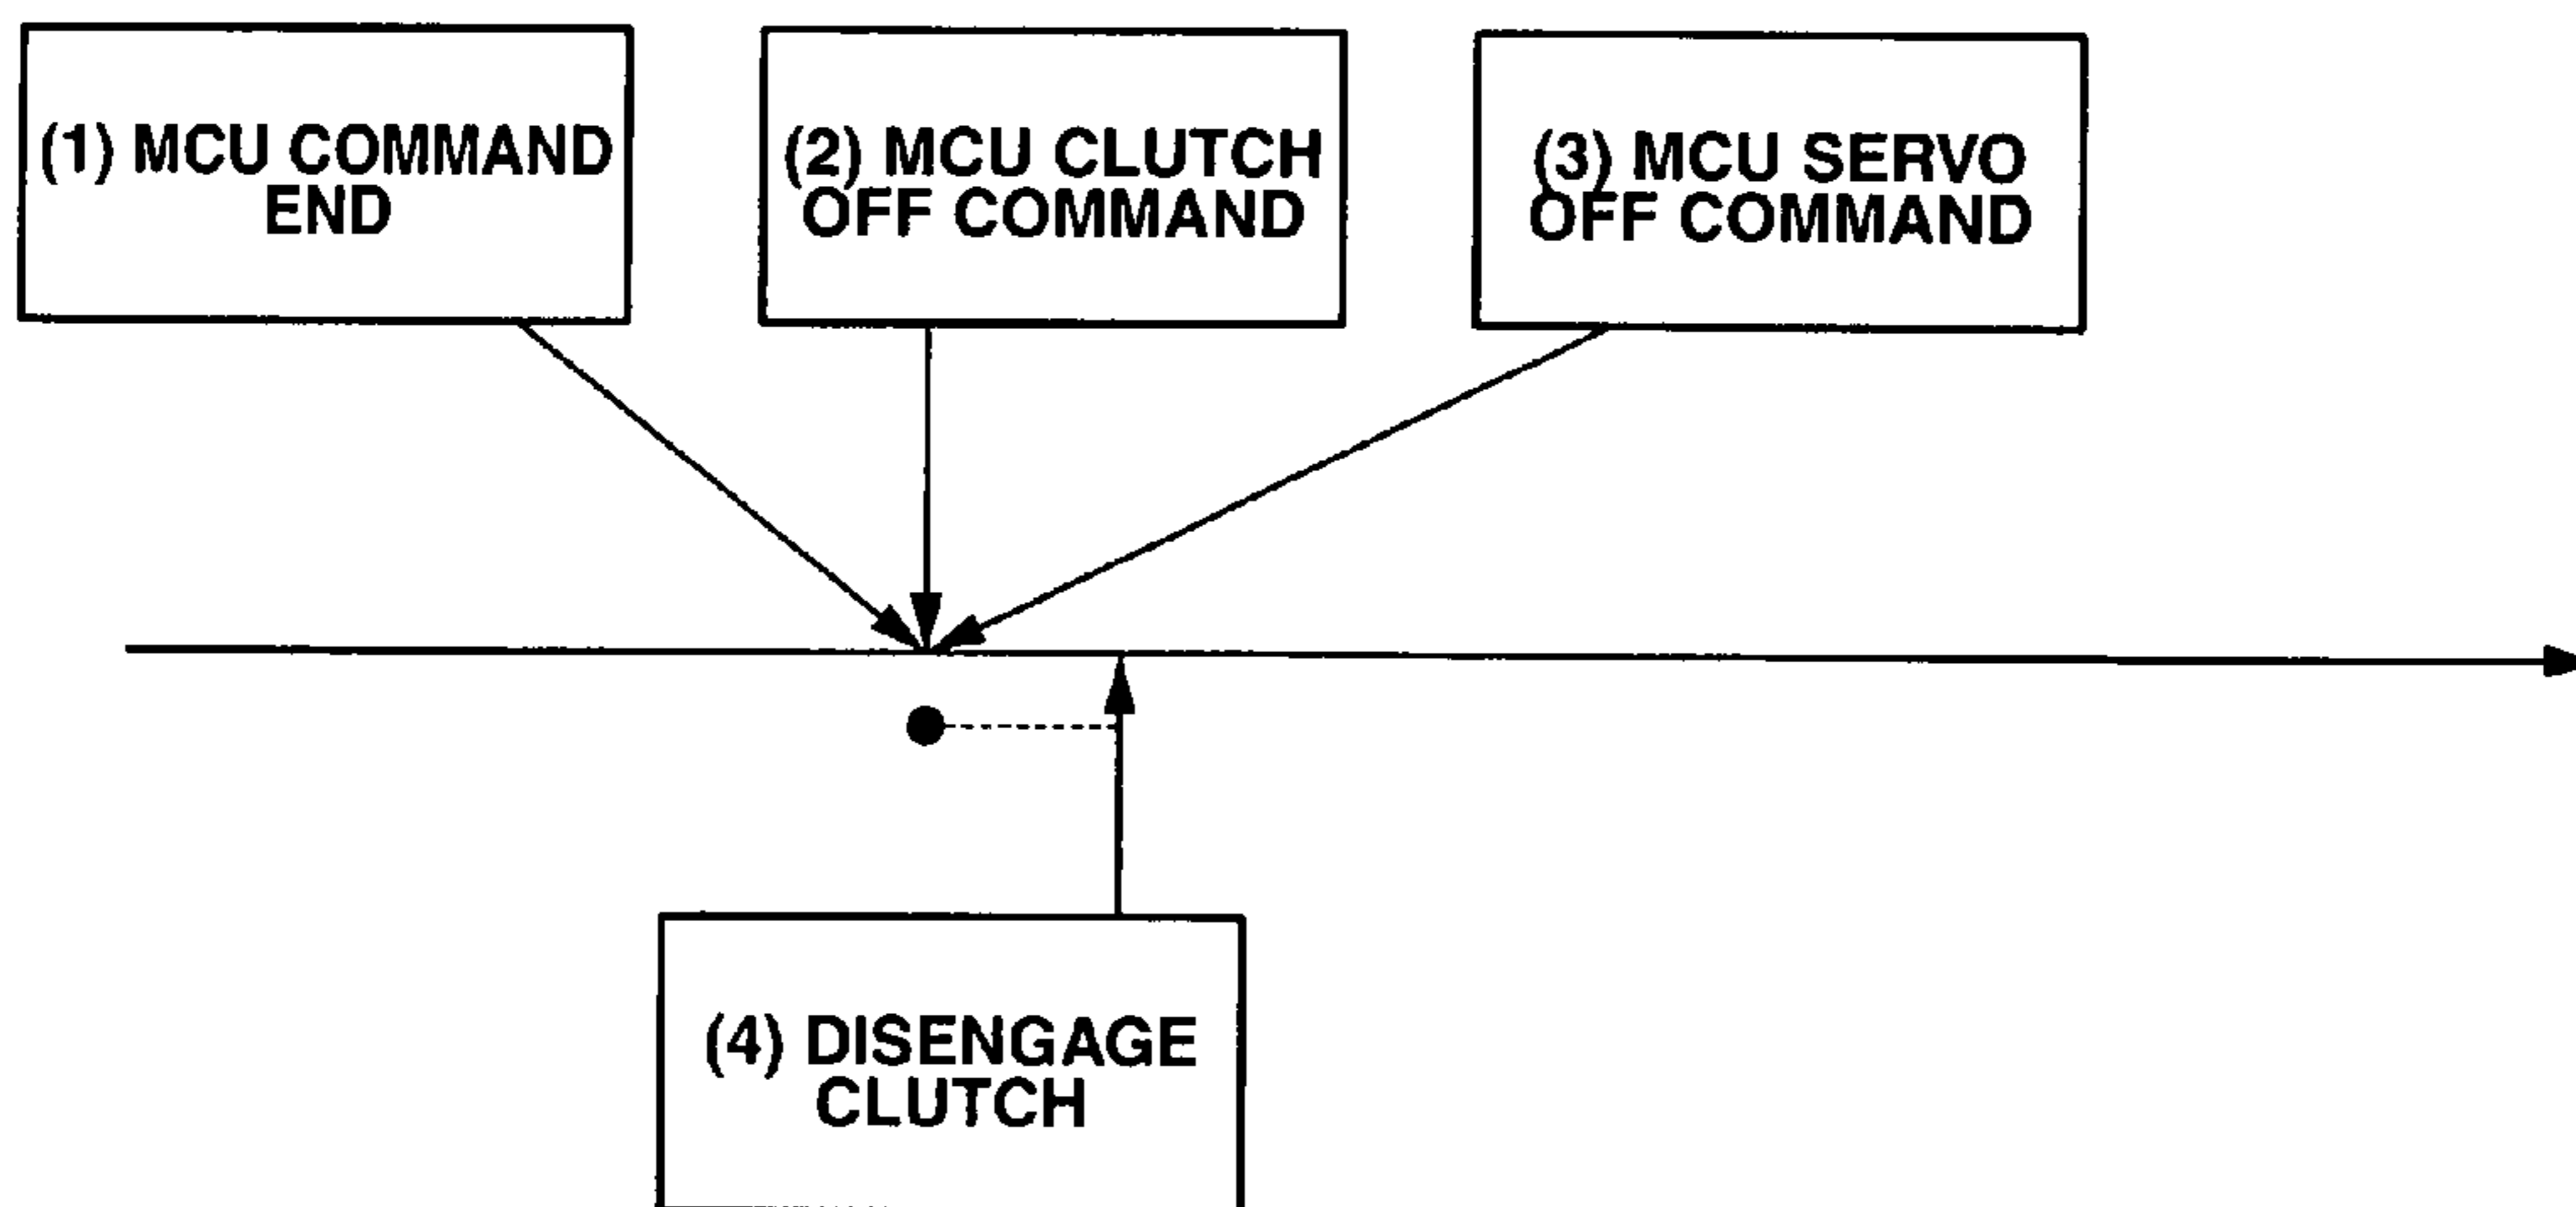 (1) MCU COMMAND
END
(2) MCU CLUTCH
OFF COMMAND
(3) MCU SERVO
OFF COMMAND
(4) DISENGAGE
CLUTCH